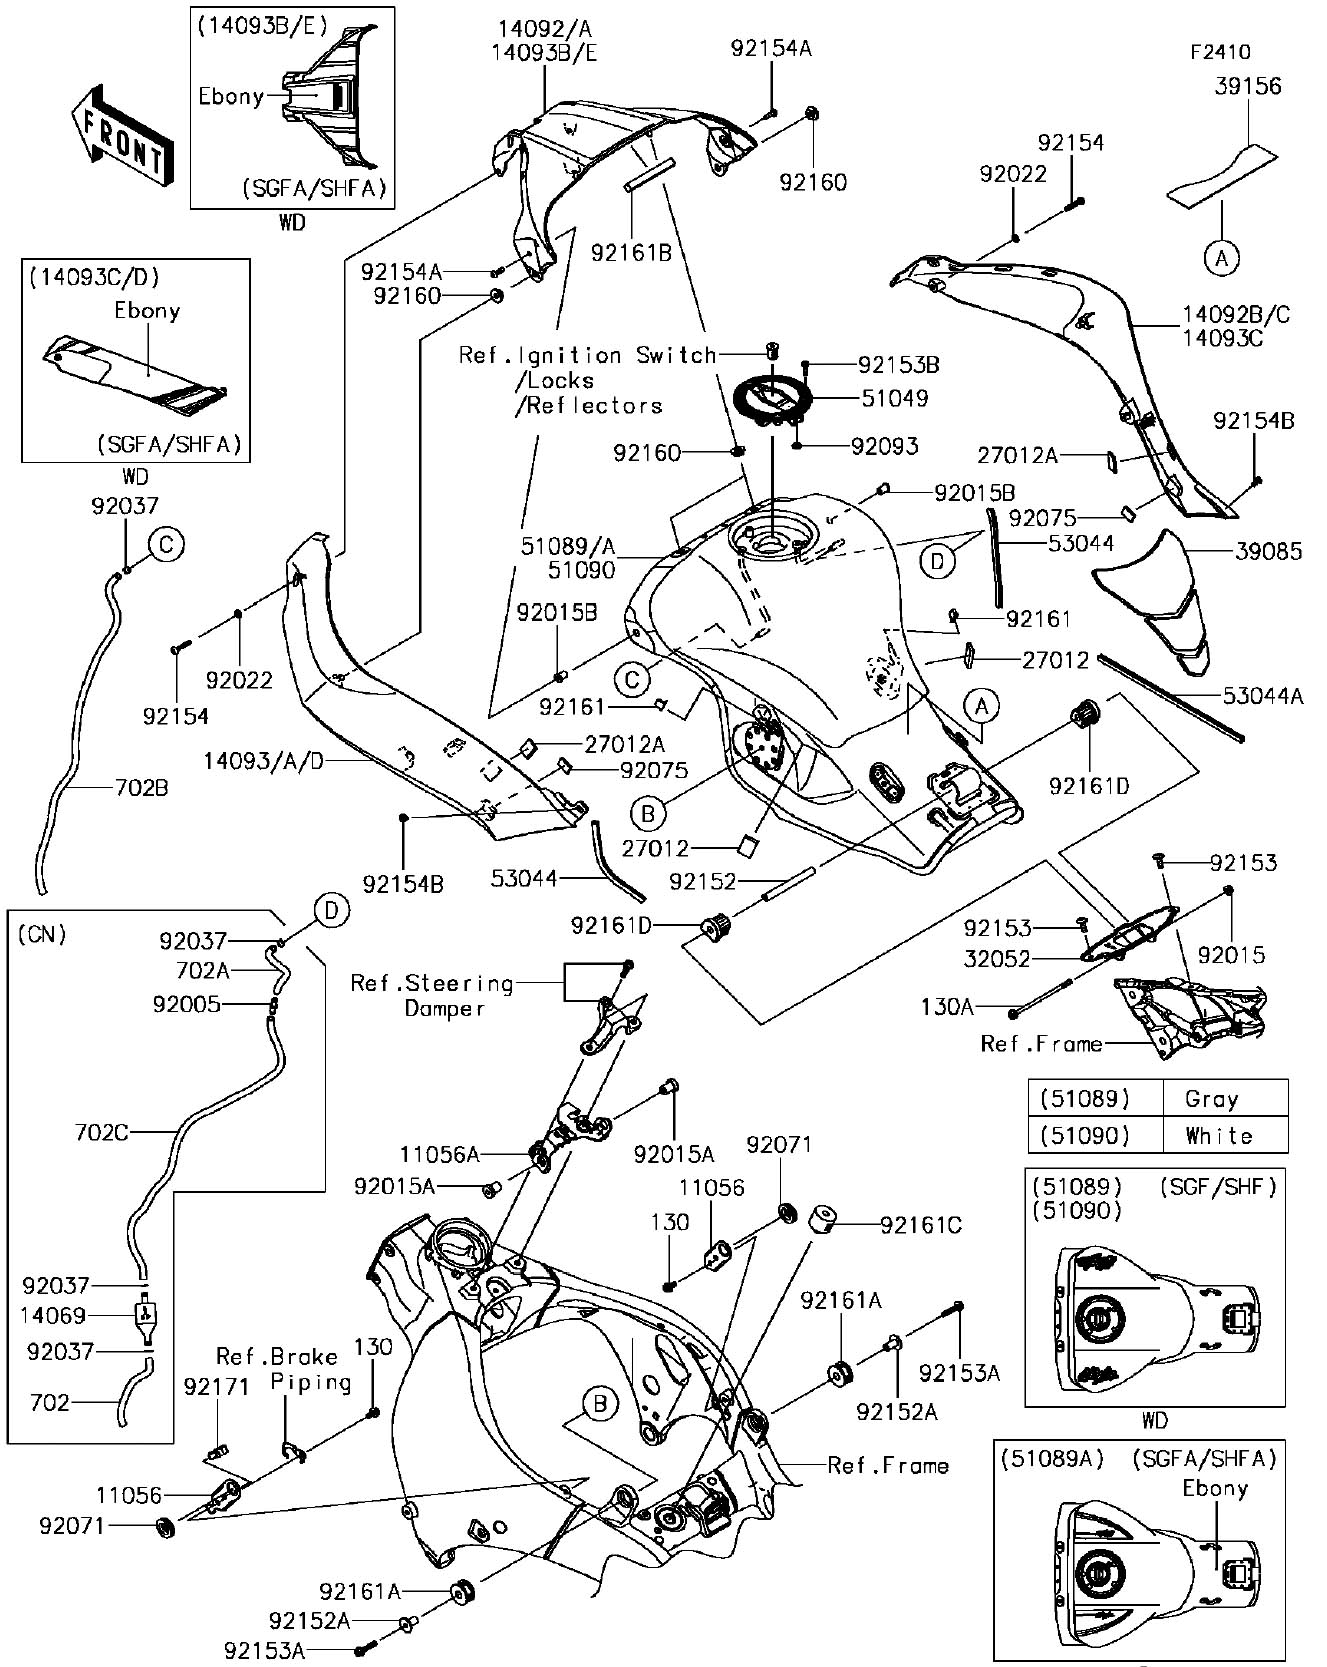 (14093B/E)
Ebony
(SGFA/SHFA)
WD
FRONT
14092/A
14093B/E
92154A
F2410
39156
92154
92022
92160
A
92161B
92154A
92160
(14093C/D)
Ebony
(SGFA/SHFA)
WD
14092B/C
14093C
Ref.Ignition Switch
/Locks
/Reflectors
92153B
51049
92160
92093
92154B
27012A
92015B
92075
92037
C
53044
39085
51089/A
51090
D
92015B
92161
27012
92022
92154
C
92161
A
53044A
27012A
92075
14093/A/D
702B
92161D
B
27012
92152
92154B
53044
92153
92161D
92153
32052
92015
130A
Ref.Frame
(CN)
92037
D
702A
92005
702C
92037
14069
92037
702
Ref.Steering
Damper
11056A
92015A
92015A
92071
11056
130
92161C
(51089) Gray
(51090) White
(51089) (SGF/SHF)
(51090)
WD
92161A
92153A
92152A
Ref.Brake
Piping
130
92171
B
11056
92071
Ref.Frame
92161A
92152A
92153A
(51089A) (SGFA/SHFA)
Ebony